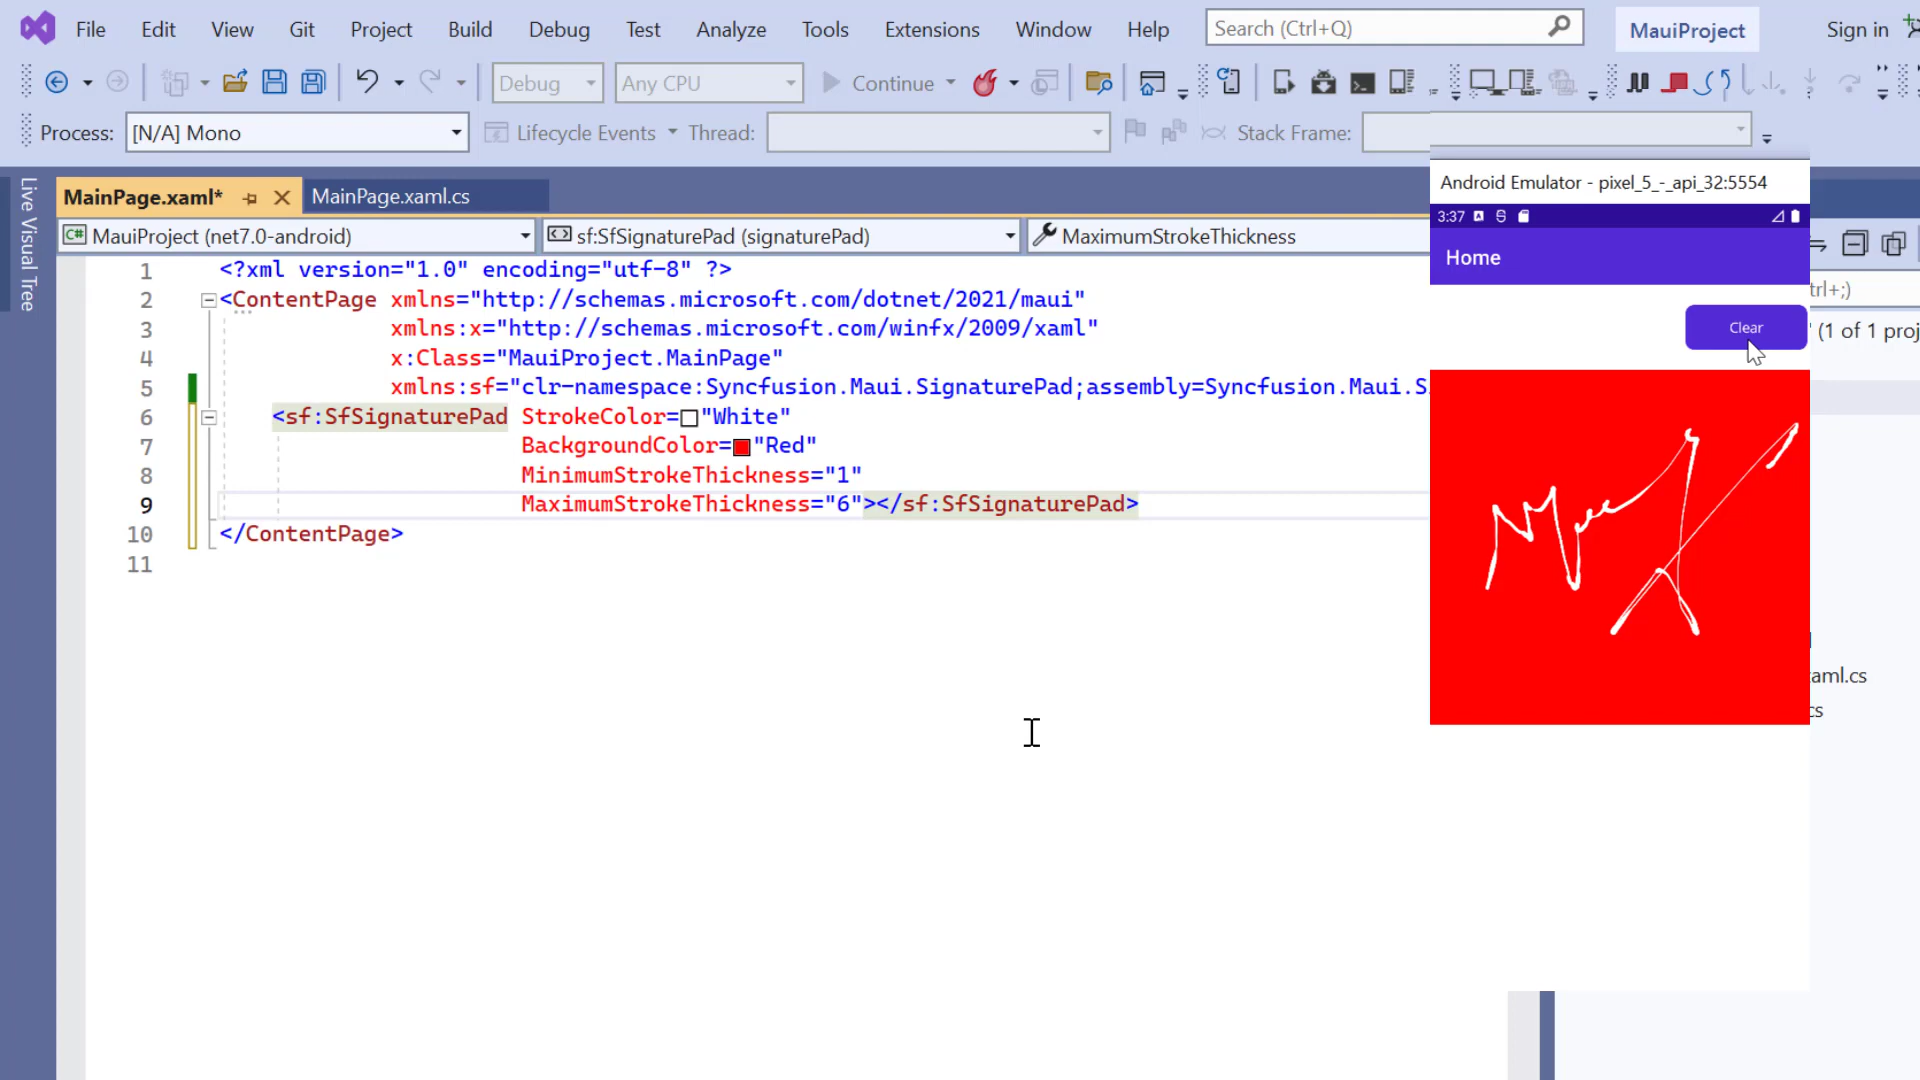 File Edit View Git Project Build Debug Test Analyze Tools Extensions Window Help Search (Ctrl+Q) MauiProject Sign in
Debug Any CPU Continue
Process: [N/A] Mono Lifecycle Events Thread: Stack Frame:
Live Visual Tree
MainPage.xaml* MainPage.xaml.cs
MauiProject (net7.0-android) sf:SfSignaturePad (signaturePad) MaximumStrokeThickness
1 <?xml version="1.0" encoding="utf-8" ?>
2 <ContentPage xmlns="http://schemas.microsoft.com/dotnet/2021/maui"
3 xmlns:x="http://schemas.microsoft.com/winfx/2009/xaml"
4 x:Class="MauiProject.MainPage"
5 xmlns:sf="clr-namespace:Syncfusion.Maui.SignaturePad;assembly=Syncfusion.Maui.S
6 <sf:SfSignaturePad StrokeColor="White"
7 BackgroundColor="Red"
8 MinimumStrokeThickness="1"
9 MaximumStrokeThickness="6"></sf:SfSignaturePad>
10 </ContentPage>
11
Android Emulator - pixel_5_-_api_32:5554
3:37
Home
Clear
trl+;)
(1 of 1 proj
aml.cs
cs